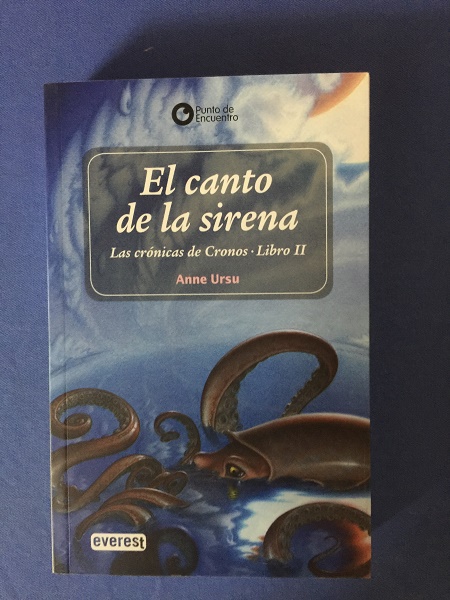 Punto de
Encuentro
El canto
de la sirena
Las crónicas de Cronos · Libro II
Anne Ursu
everest